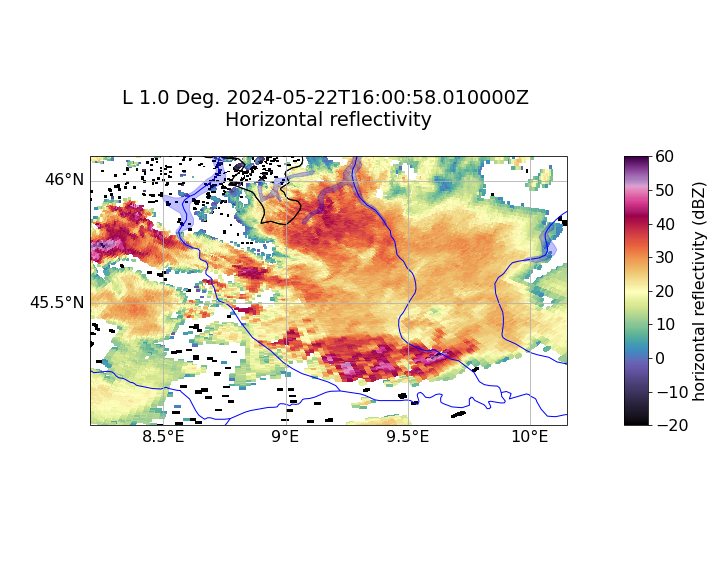 L 1.0 Deg. 2024-05-22T16:00:58.010000Z
Horizontal reflectivity
46°N
45.5°N
8.5°E
9°E
9.5°E
10°E
60
50
40
30
20
10
0
−10
−20
horizontal reflectivity (dBZ)